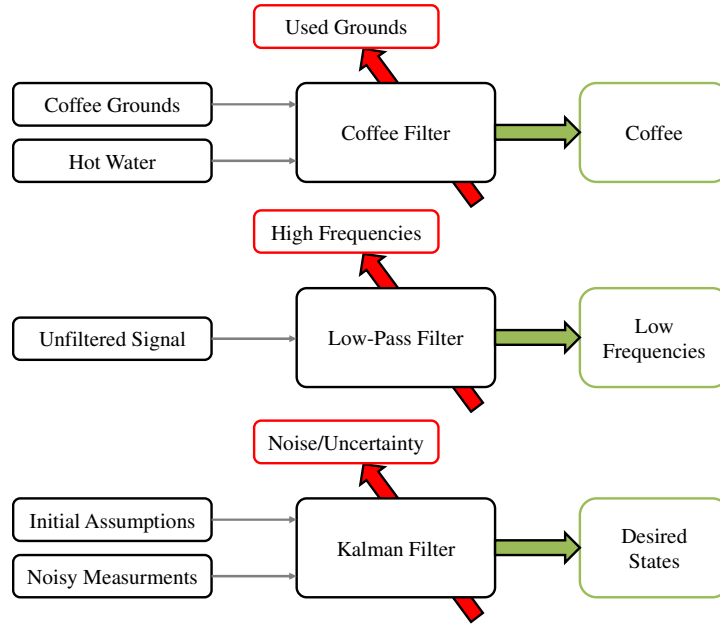 Used Grounds
Coffee Grounds
Hot Water
Coffee Filter
Coffee
High Frequencies
Unfiltered Signal
Low-Pass Filter
Low
Frequencies
Noise/Uncertainty
Initial Assumptions
Noisy Measurments
Kalman Filter
Desired
States